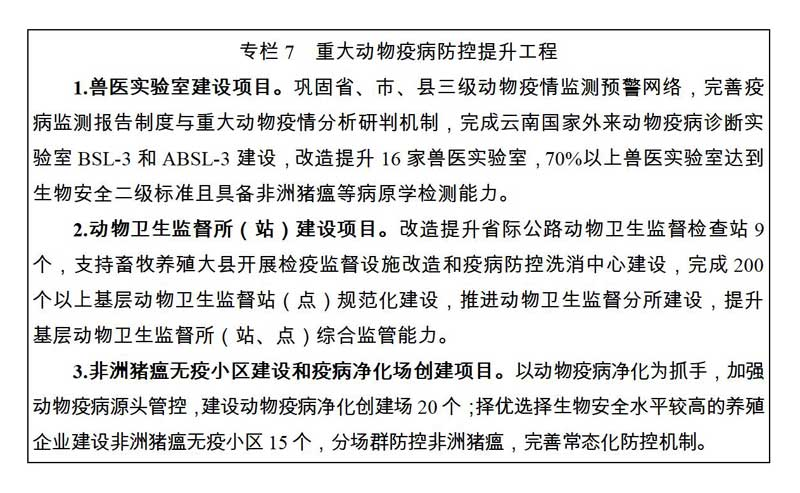 专栏 7 重大动物疫病防控提升工程
1.兽医实验室建设项目。巩固省、市、县三级动物疫情监测预警网络，完善疫
病监测报告制度与重大动物疫情分析研判机制，完成云南国家外来动物疫病诊断实
验室 BSL-3 和 ABSL-3 建设，改造提升 16 家兽医实验室，70%以上兽医实验室达到
生物安全二级标准且具备非洲猪瘟等病原学检测能力。
2.动物卫生监督所（站）建设项目。改造提升省际公路动物卫生监督检查站 9
个，支持畜牧养殖大县开展检疫监督设施改造和疫病防控洗消中心建设，完成 200
个以上基层动物卫生监督站（点）规范化建设，推进动物卫生监督分所建设，提升
基层动物卫生监督所（站、点）综合监管能力。
3.非洲猪瘟无疫小区建设和疫病净化场创建项目。以动物疫病净化为抓手，加强
动物疫病源头管控，建设动物疫病净化创建场 20 个；择优选择生物安全水平较高的养殖
企业建设非洲猪瘟无疫小区 15 个，分场群防控非洲猪瘟，完善常态化防控机制。